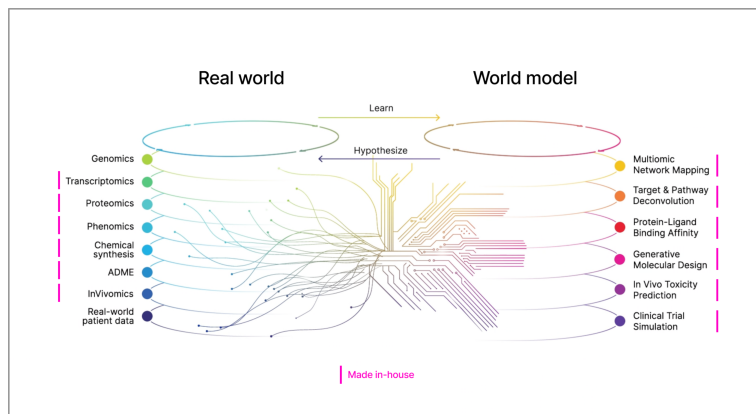 Real world
World model
Learn
Hypothesize
Genomics
Transcriptomics
Proteomics
Phenomics
Chemical
synthesis
ADME
InVivomics
Real-world
patient data
Multiomic
Network Mapping
Target & Pathway
Deconvolution
Protein-Ligand
Binding Affinity
Generative
Molecular Design
In Vivo Toxicity
Prediction
Clinical Trial
Simulation
Made in-house